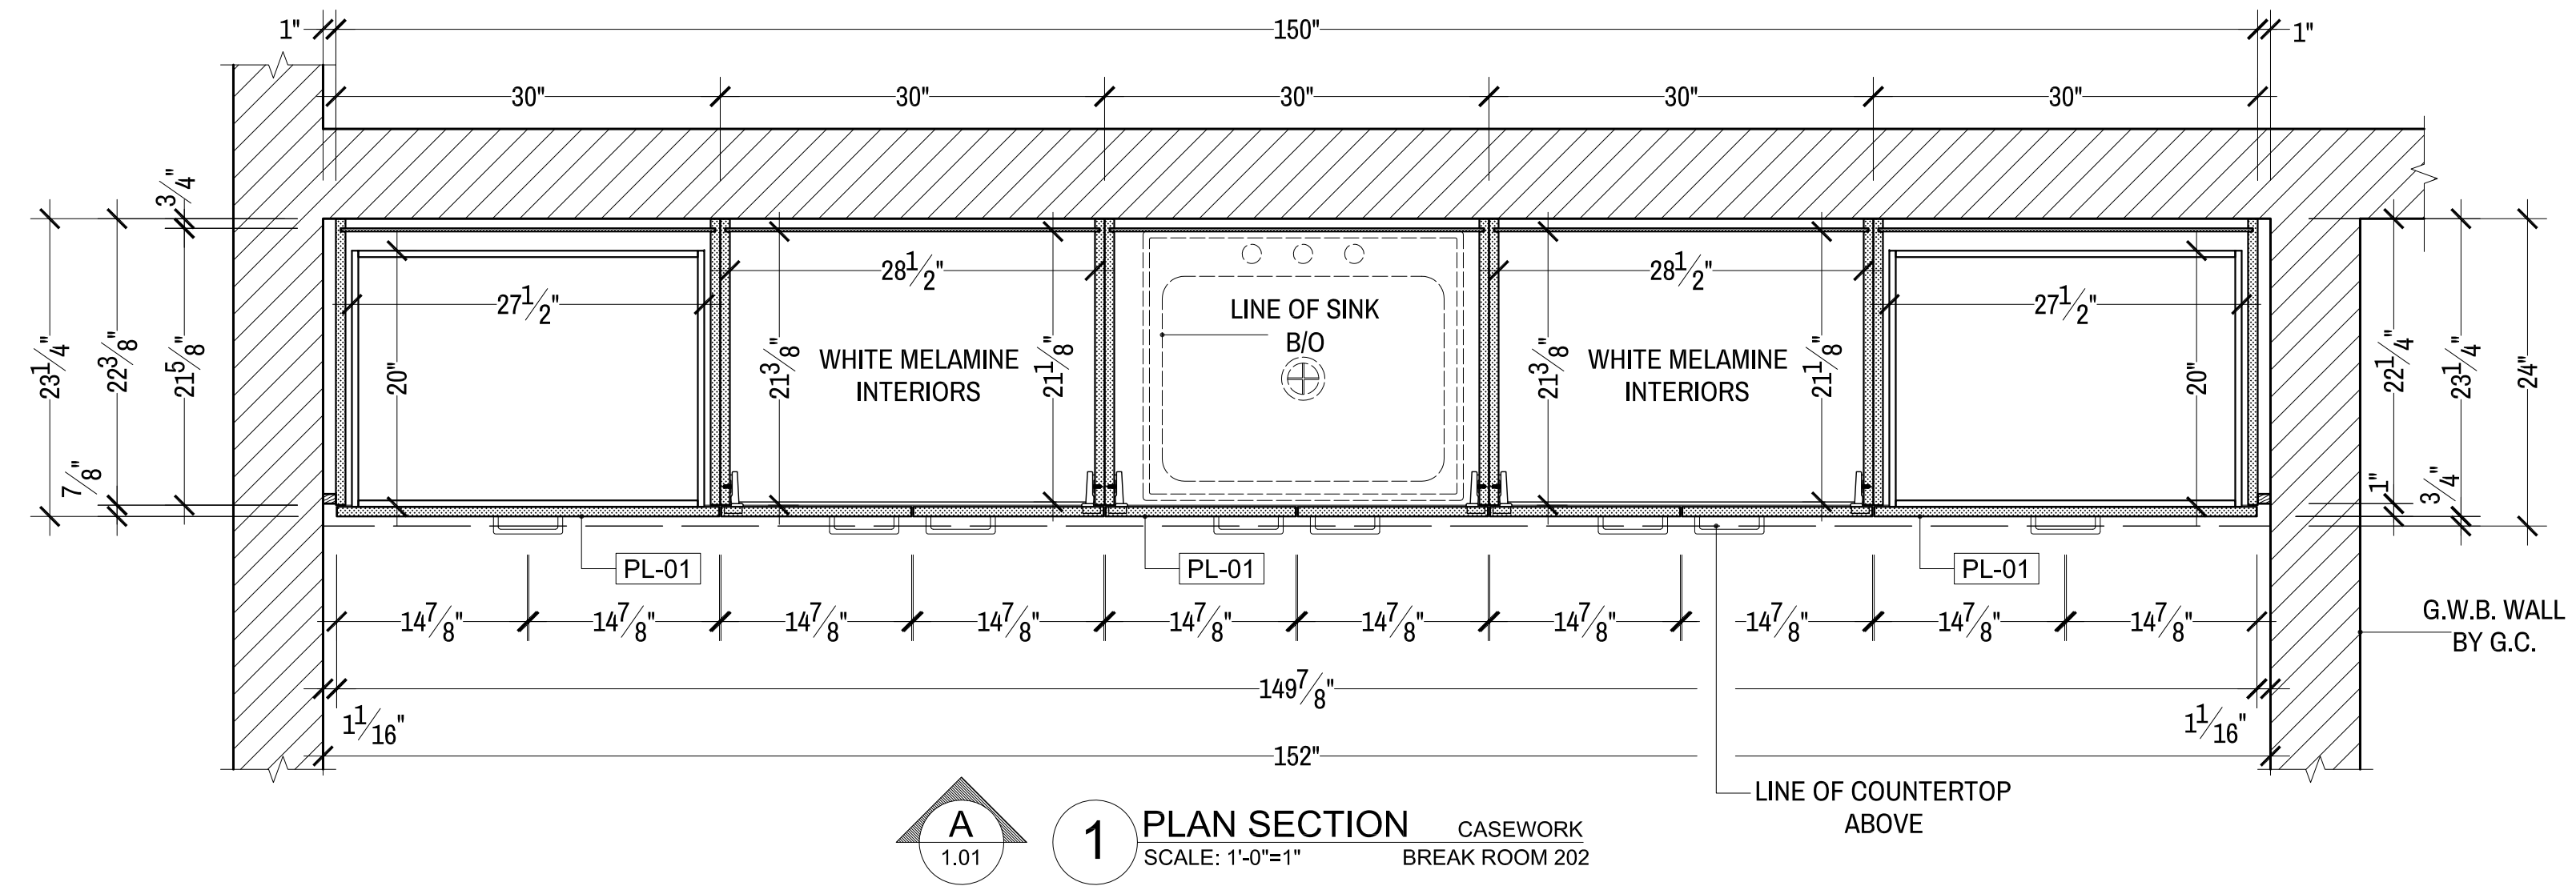 1" 150" 1"
30" 30" 30" 30" 30"
3/4"
23 1/4" 22 3/8" 21 5/8"
7/8"
27 1/2" 28 1/2" 28 1/2" 27 1/2"
20" 21 3/8" 21 1/8" 21 3/8" 21 1/8" 20"
WHITE MELAMINE
INTERIORS
LINE OF SINK
B/O
WHITE MELAMINE
INTERIORS
22 1/4" 23 1/4" 24"
1" 3/4"
PL-01 PL-01 PL-01
14 7/8" 14 7/8" 14 7/8" 14 7/8" 14 7/8" 14 7/8" 14 7/8" 14 7/8" 14 7/8" 14 7/8"
G.W.B. WALL
BY G.C.
149 7/8"
1 1/16" 1 1/16"
152"
LINE OF COUNTERTOP
ABOVE
A
1.01
1
PLAN SECTION CASEWORK
SCALE: 1'-0"=1" BREAK ROOM 202